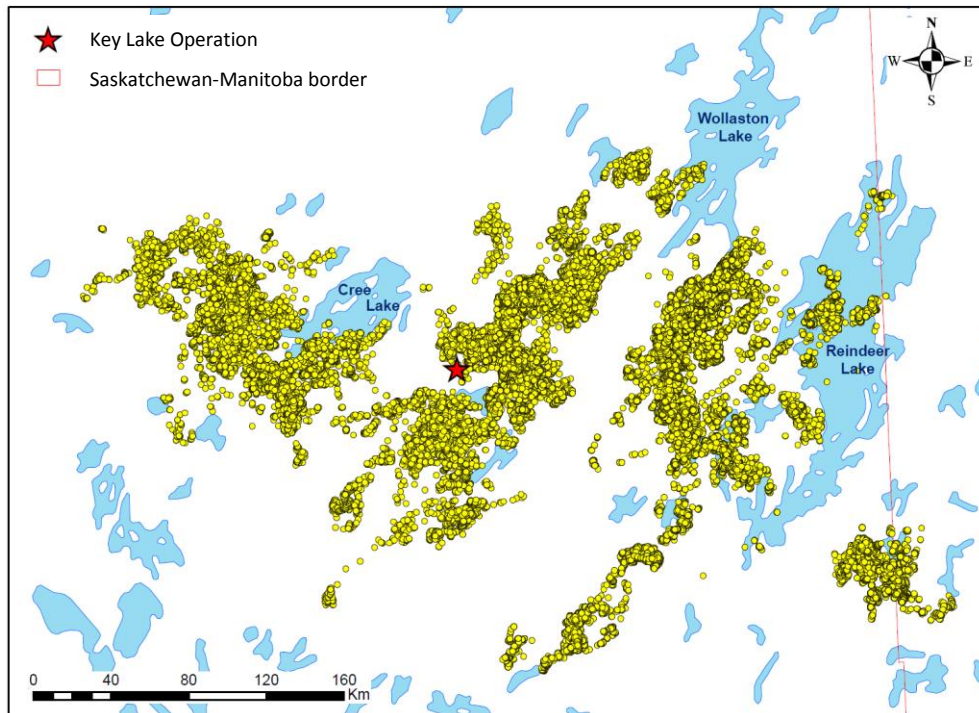 Key Lake Operation
Saskatchewan-Manitoba border
N
W E
S
Wollaston
Lake
Cree
Lake
Reindeer
Lake
0 40 80 120 160
Km